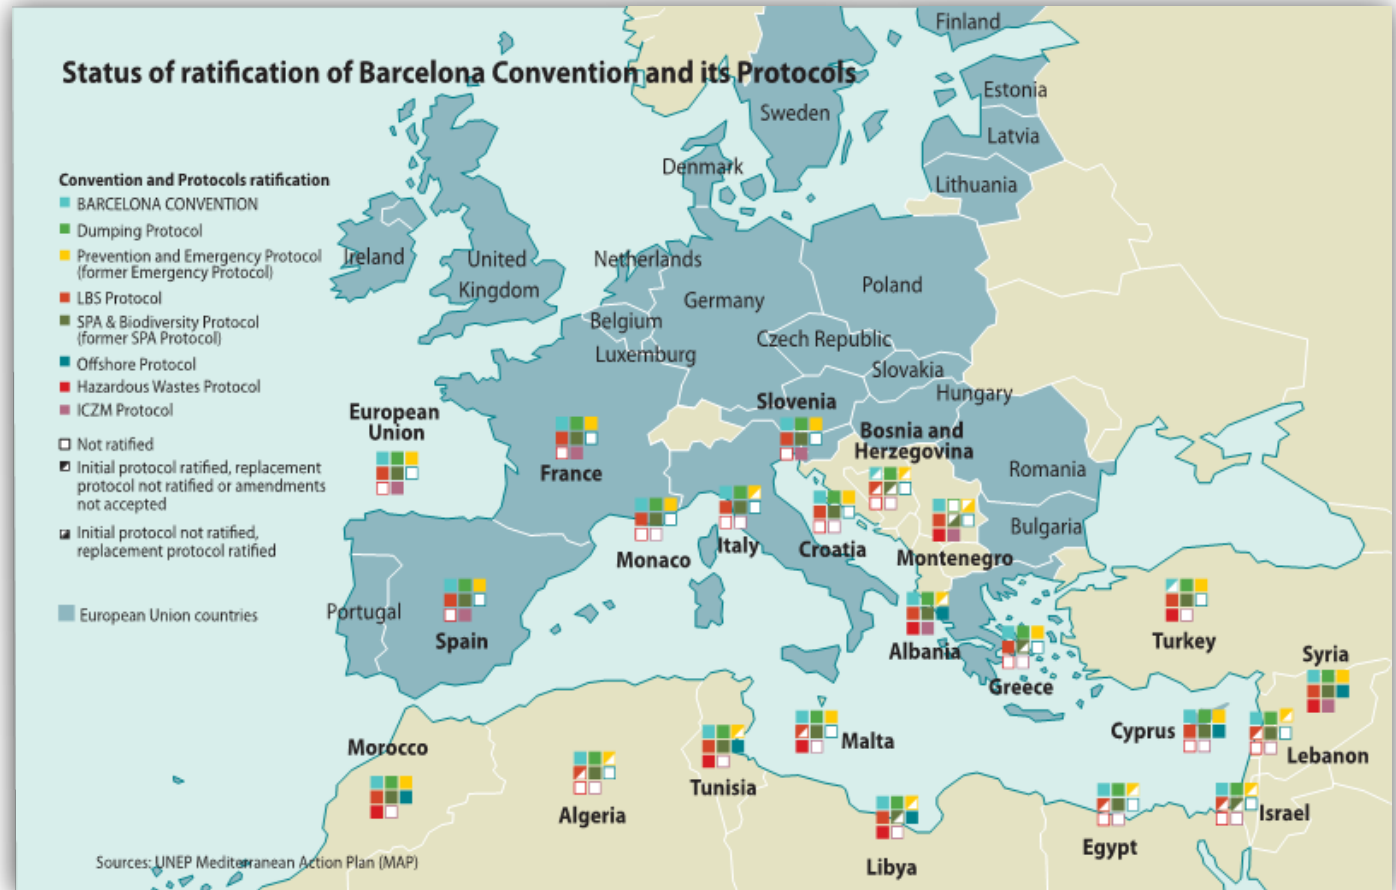 Status of ratification of Barcelona Convention and its Protocols
Convention and Protocols ratification
BARCELONA CONVENTION
Dumping Protocol
Prevention and Emergency Protocol
(former Emergency Protocol)
LBS Protocol
SPA & Biodiversity Protocol
(former SPA Protocol)
Offshore Protocol
Hazardous Wastes Protocol
ICZM Protocol
Not ratified
Initial protocol ratified, replacement
protocol not ratified or amendments
not accepted
Initial protocol not ratified,
replacement protocol ratified
European Union countries
Finland
Estonia
Sweden
Latvia
Denmark
Lithuania
Ireland
United
Kingdom
Netherlands
Germany
Poland
Belgium
Czech Republic
Luxemburg
Slovakia
Hungary
Slovenia
European
Union
Bosnia and
Herzegovina
France
Romania
Bulgaria
Monaco
Italy
Croatia
Montenegro
Portugal
Spain
Albania
Turkey
Greece
Syria
Morocco
Malta
Cyprus
Lebanon
Tunisia
Algeria
Israel
Egypt
Libya
Sources: UNEP Mediterranean Action Plan (MAP)